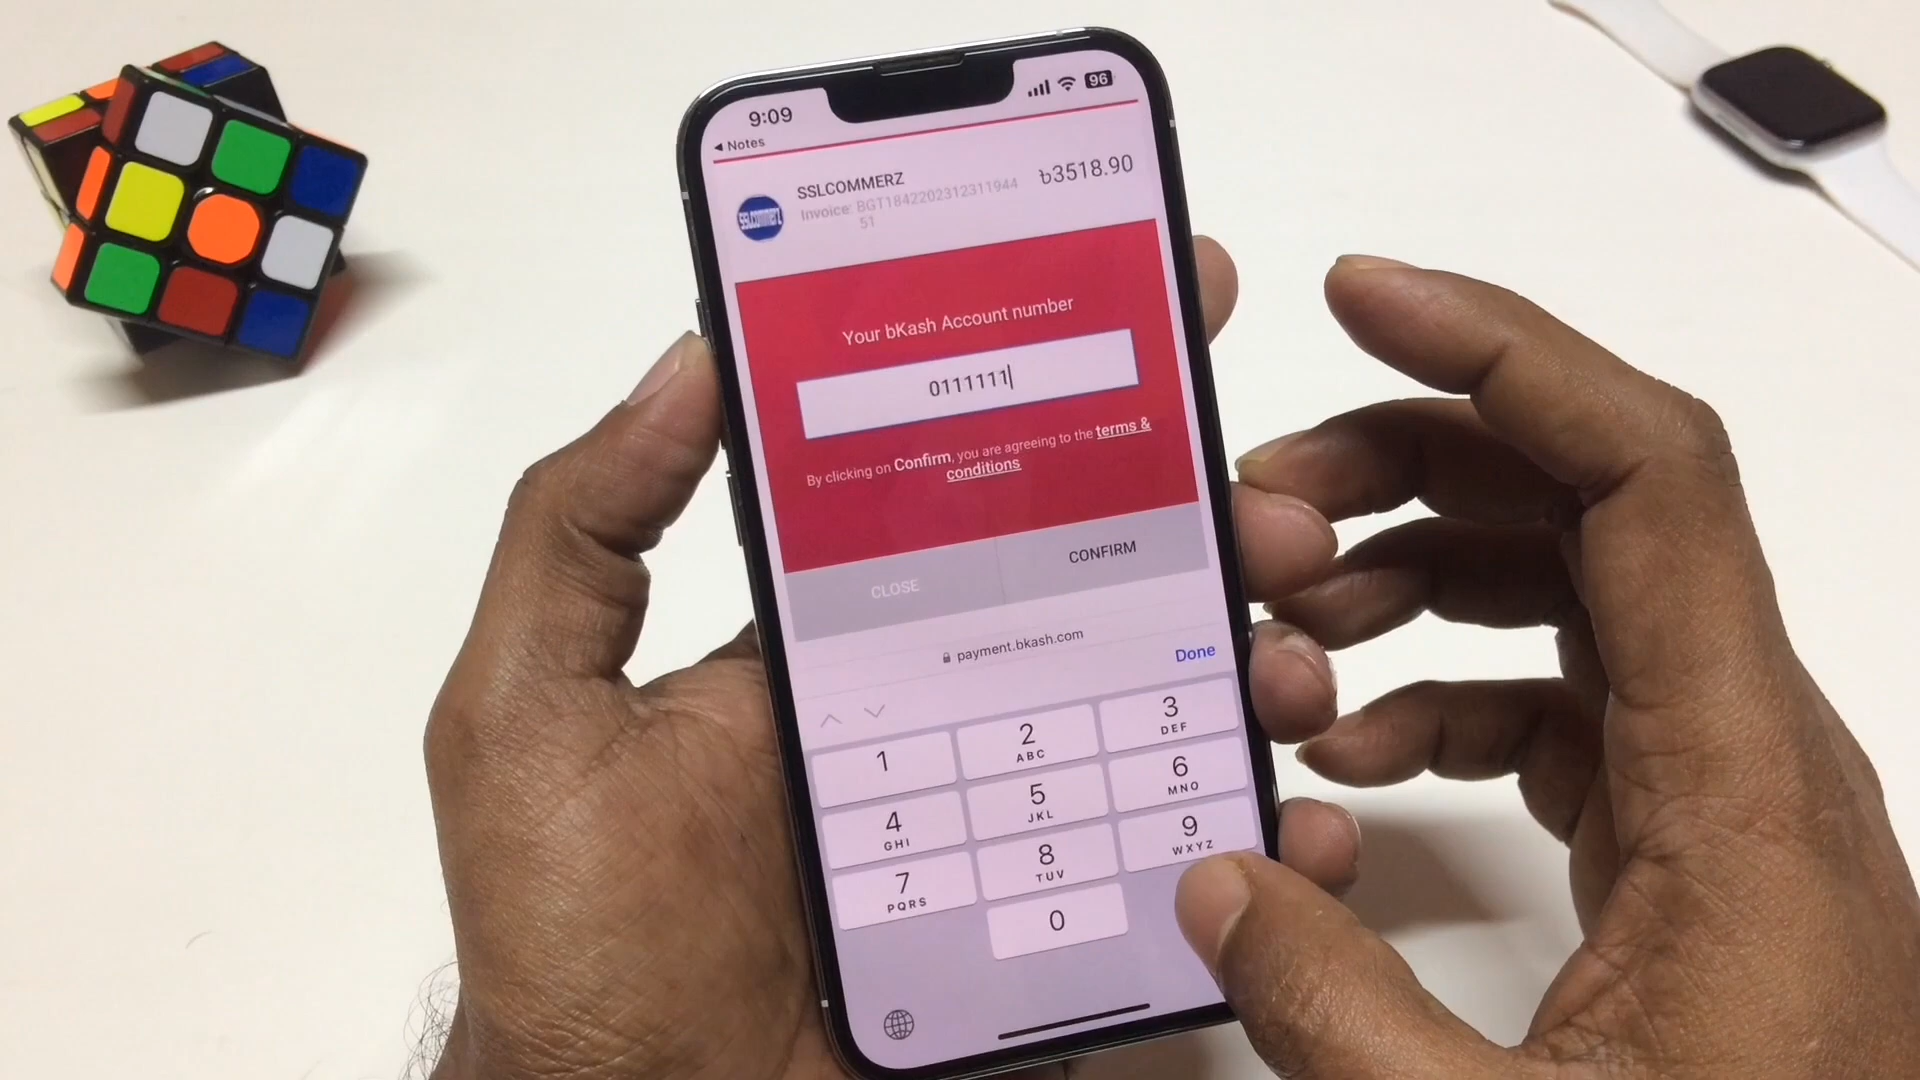 9:09
96
Notes
SSLCOMMERZ
Invoice: BGT1842202312311944
51
৳3518.90
SSLCOMMERZ
Your bKash Account number
0111111
By clicking on Confirm, you are agreeing to the terms &
conditions
CLOSE
CONFIRM
payment.bkash.com
Done
1
2
ABC
3
DEF
4
GHI
5
JKL
6
MNO
7
PQRS
8
TUV
9
WXYZ
0